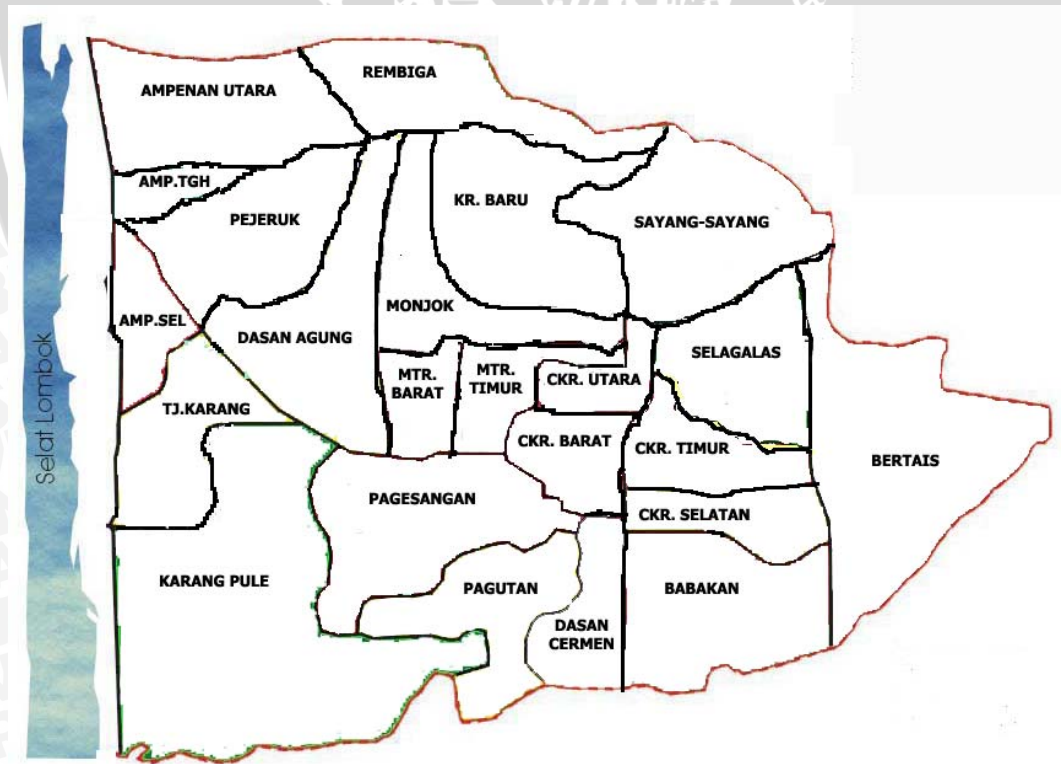 REMBIGA
AMPENAN UTARA
AMP.TGH
KR. BARU
PEJERUK
SAYANG-SAYANG
MONJOK
AMP.SEL
DASAN AGUNG
SELAGALAS
MTR.
BARAT
MTR.
TIMUR
CKR. UTARA
TJ.KARANG
CKR. BARAT
CKR. TIMUR
BERTAIS
Selat Lombok
PAGESANGAN
CKR. SELATAN
KARANG PULE
PAGUTAN
BABAKAN
DASAN
CERMEN